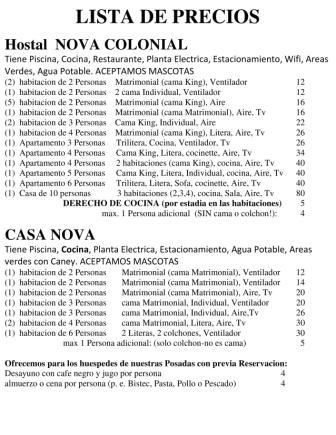 LISTA DE PRECIOS
Hostal NOVA COLONIAL
Tiene Piscina, Cocina, Restaurante, Planta Electrica, Estacionamiento, Wifi, Areas
Verdes, Agua Potable. ACEPTAMOS MASCOTAS
(2) habitacion de 2 Personas Matrimonial (cama King), Ventilador 12
(1) habitacion de 2 Personas 2 cama Individual, Ventilador 12
(5) habitacion de 2 Personas Matrimonial (cama King), Aire 16
(1) habitacion de 2 Personas Matrimonial (cama Matrimonial), Aire, Tv 16
(2) habitacion de 3 Personas Cama King, Individual, Aire 22
(1) habitacion de 4 Personas Matrimonial (cama King), Litera, Aire, Tv 26
(1) Apartamento 3 Personas Trilitera, Cocina, Ventilador, Tv 26
(1) Apartamento 4 Personas Cama King, Litera, cocinette, Aire, Tv 34
(1) Apartamento 4 Personas 2 habitaciones (cama King), cocina, Aire, Tv 40
(1) Apartamento 5 Personas Cama King, Litera, Individual, cocina, Aire, Tv 40
(1) Apartamento 6 Personas Trilitera, Litera, Sofa, cocinette, Aire, Tv 40
(1) Casa de 10 personas 3 habitaciones (2,3,4), cocina, Sala, Aire, Tv 80
DERECHO DE COCINA (por estadia en las habitaciones) 5
max. 1 Persona adicional (SIN cama o colchon!): 4
CASA NOVA
Tiene Piscina, Cocina, Planta Electrica, Estacionamiento, Agua Potable, Areas
verdes con Caney. ACEPTAMOS MASCOTAS
(1) habitacion de 2 Personas Matrimonial (cama Matrimonial), Ventilador 12
(1) habitacion de 2 Personas Matrimonial (cama Matrimonial), Ventilador 14
(1) habitacion de 2 Personas Matrimonial (cama Matrimonial), Aire, Tv 20
(1) habitacion de 3 Personas cama Matrimonial, Individual, Ventilador 20
(1) habitacion de 3 Personas cama Matrimonial, Individual, Aire,Tv 26
(2) habitacion de 4 Personas cama Matrimonial, Litera, Aire, Tv 30
(1) habitacion de 6 Personas 2 Literas, 2 colchones, Ventilador 30
max 1 Persona adicional: (solo colchon-no es cama) 5
Ofrecemos para los huespedes de nuestras Posadas con previa Reservacion:
Desayuno con cafe negro y jugo por persona 4
almuerzo o cena por persona (p. e. Bistec, Pasta, Pollo o Pescado) 4